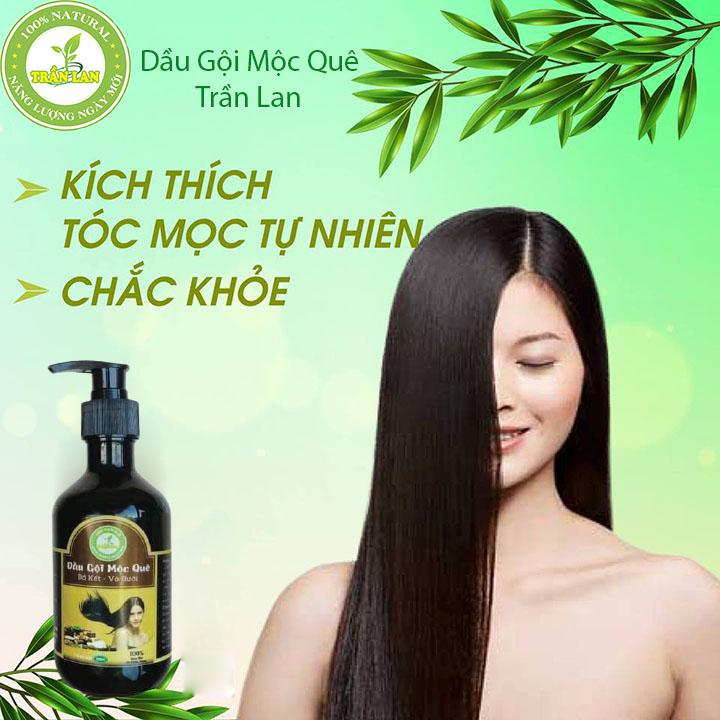 100% NATURAL
TRẦN LAN
NĂNG LƯỢNG NGÀY MỚI
Dầu Gội Mộc Quê
Trần Lan
KÍCH THÍCH
TÓC MỌC TỰ NHIÊN
CHẮC KHỎE
Dầu Gội Mộc Quê
Bồ Kết - Vỏ Bưởi
100%